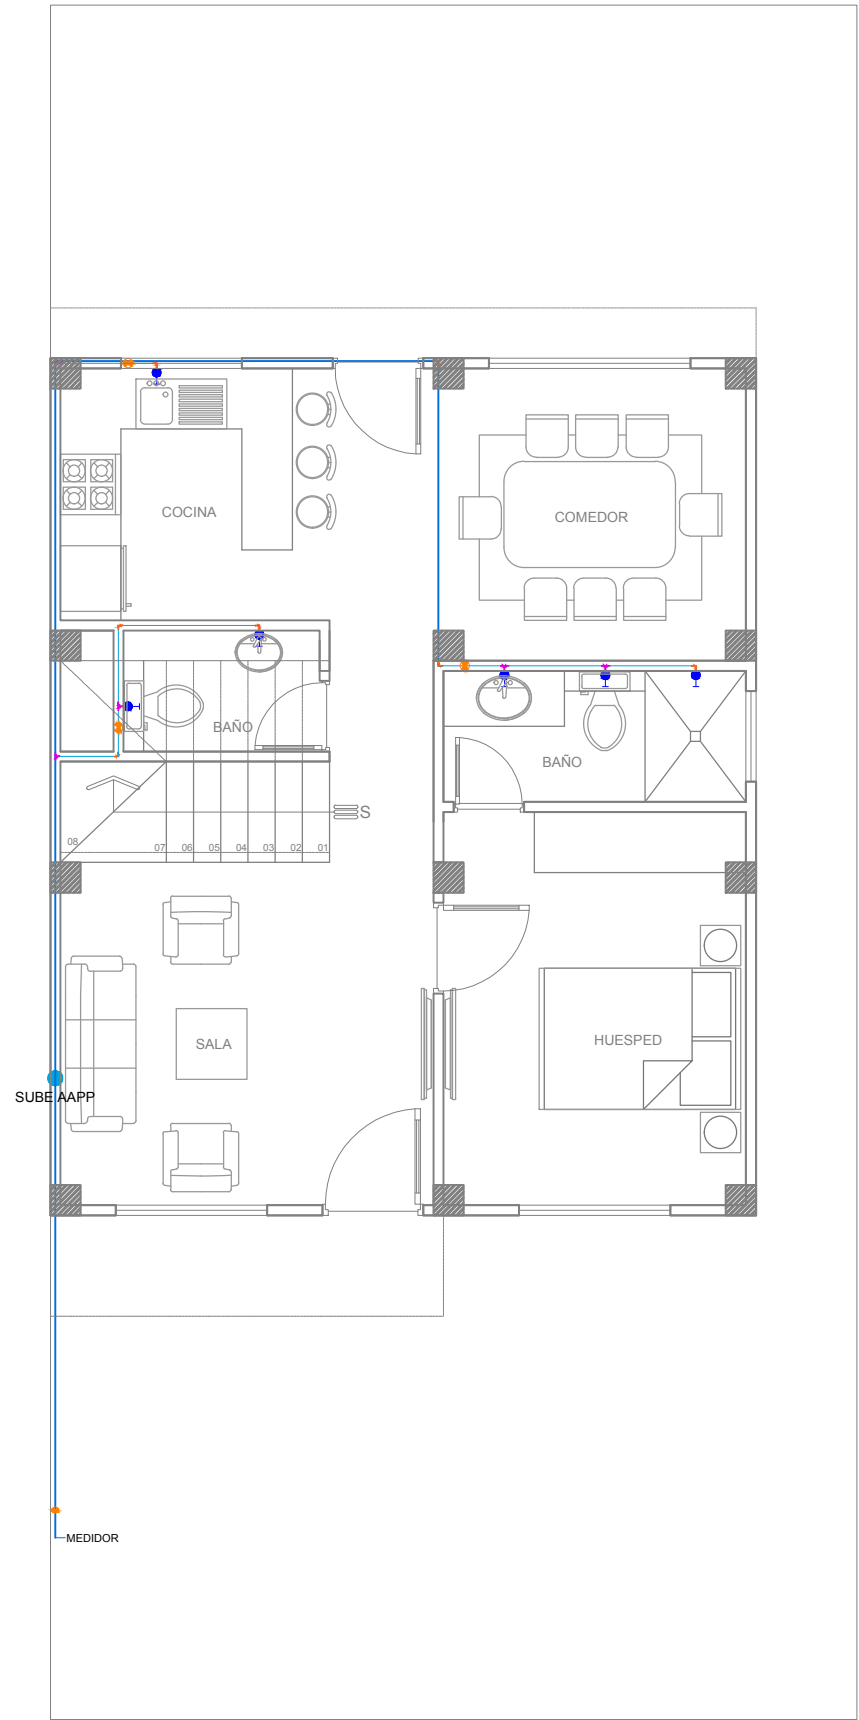 COCINA
COMEDOR
BAÑO
BAÑO
S
08
07
06
05
04
03
02
01
SALA
HUESPED
SUBE AAPP
MEDIDOR